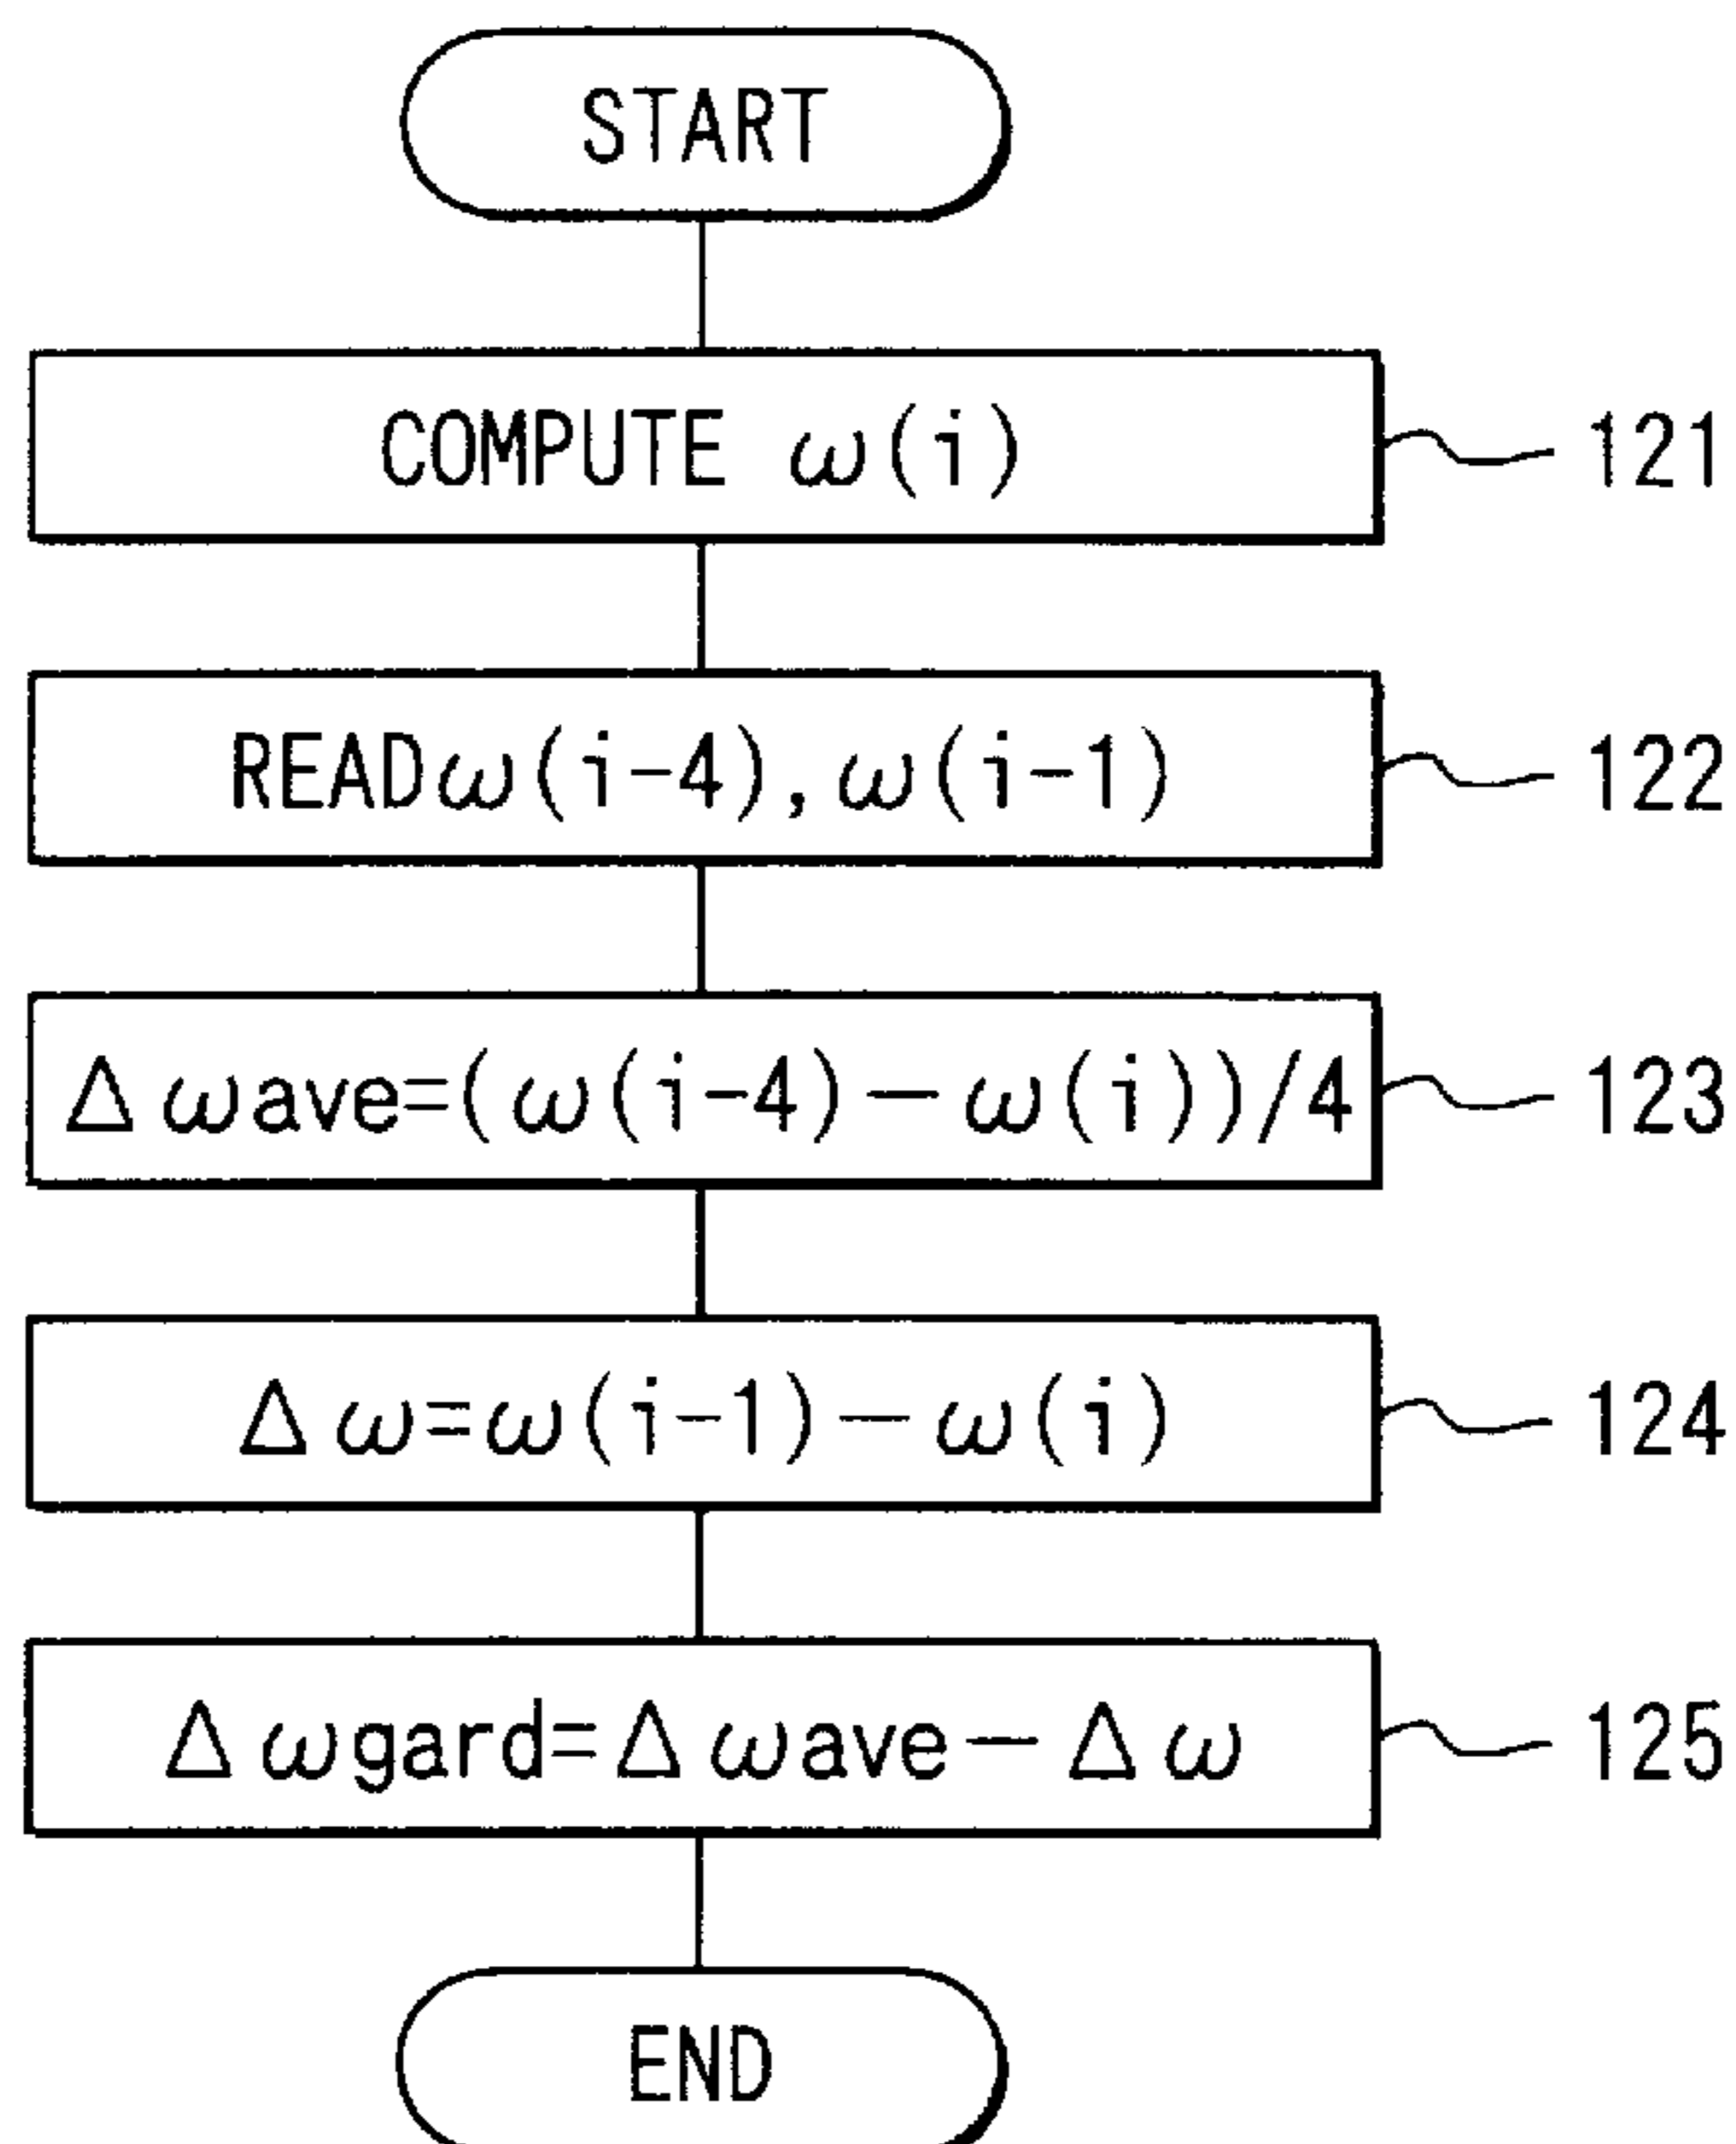 START
COMPUTE ω(i) 121
READω(i-4),ω(i-1) 122
Δωave=(ω(i-4)-ω(i))/4 123
Δω=ω(i-1)-ω(i) 124
Δωgard=Δωave-Δω 125
END